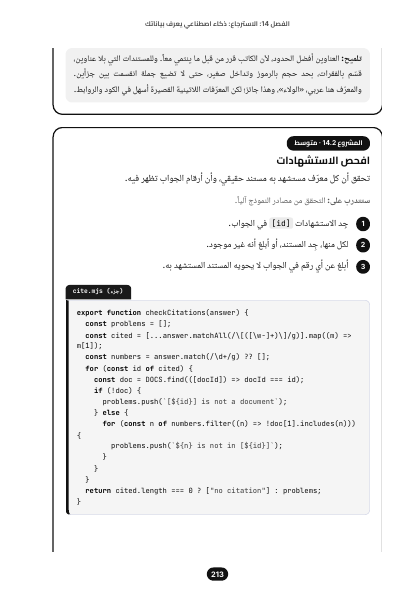 الفصل 14: الاسترجاع: ذكاء اصطناعي يعرف بياناتك
تلميح: العناوين أفضل الحدود، لأن الكاتب قرر من قبل ما ينتمي معاً. وللمستندات التي بلا عناوين،
قسّم بالفقرات، بحد حجم بالرموز وتداخل صغير، حتى لا تضيع جملة انقسمت بين جزأين.
والمعرّف هنا عربي، «الولاء»، وهذا جائز؛ لكن المعرّفات اللاتينية القصيرة أسهل في الكود والروابط.
المشروع 14.2 · متوسط
افحص الاستشهادات
تحقق أن كل معرّف مستشهد به مستند حقيقي، وأن أرقام الجواب تظهر فيه.
ستتدرب على: التحقق من مصادر النموذج آلياً.
1 جِد الاستشهادات [id] في الجواب.
2 لكل منها، جِد المستند، أو أبلغ أنه غير موجود.
3 أبلغ عن أي رقم في الجواب لا يحويه المستند المستشهد به.
cite.mjs (جزء)
export function checkCitations(answer) {
  const problems = [];
  const cited = [...answer.matchAll(/\[([\w-]+)\]/g)].map((m) =>
m[1]);
  const numbers = answer.match(/\d+/g) ?? [];
  for (const id of cited) {
    const doc = DOCS.find(([docId]) => docId === id);
    if (!doc) {
      problems.push(`[${id}] is not a document`);
    } else {
      for (const n of numbers.filter((n) => !doc[1].includes(n)))
{
        problems.push(`${n} is not in [${id}]`);
      }
    }
  }
  return cited.length === 0 ? ["no citation"] : problems;
}
213